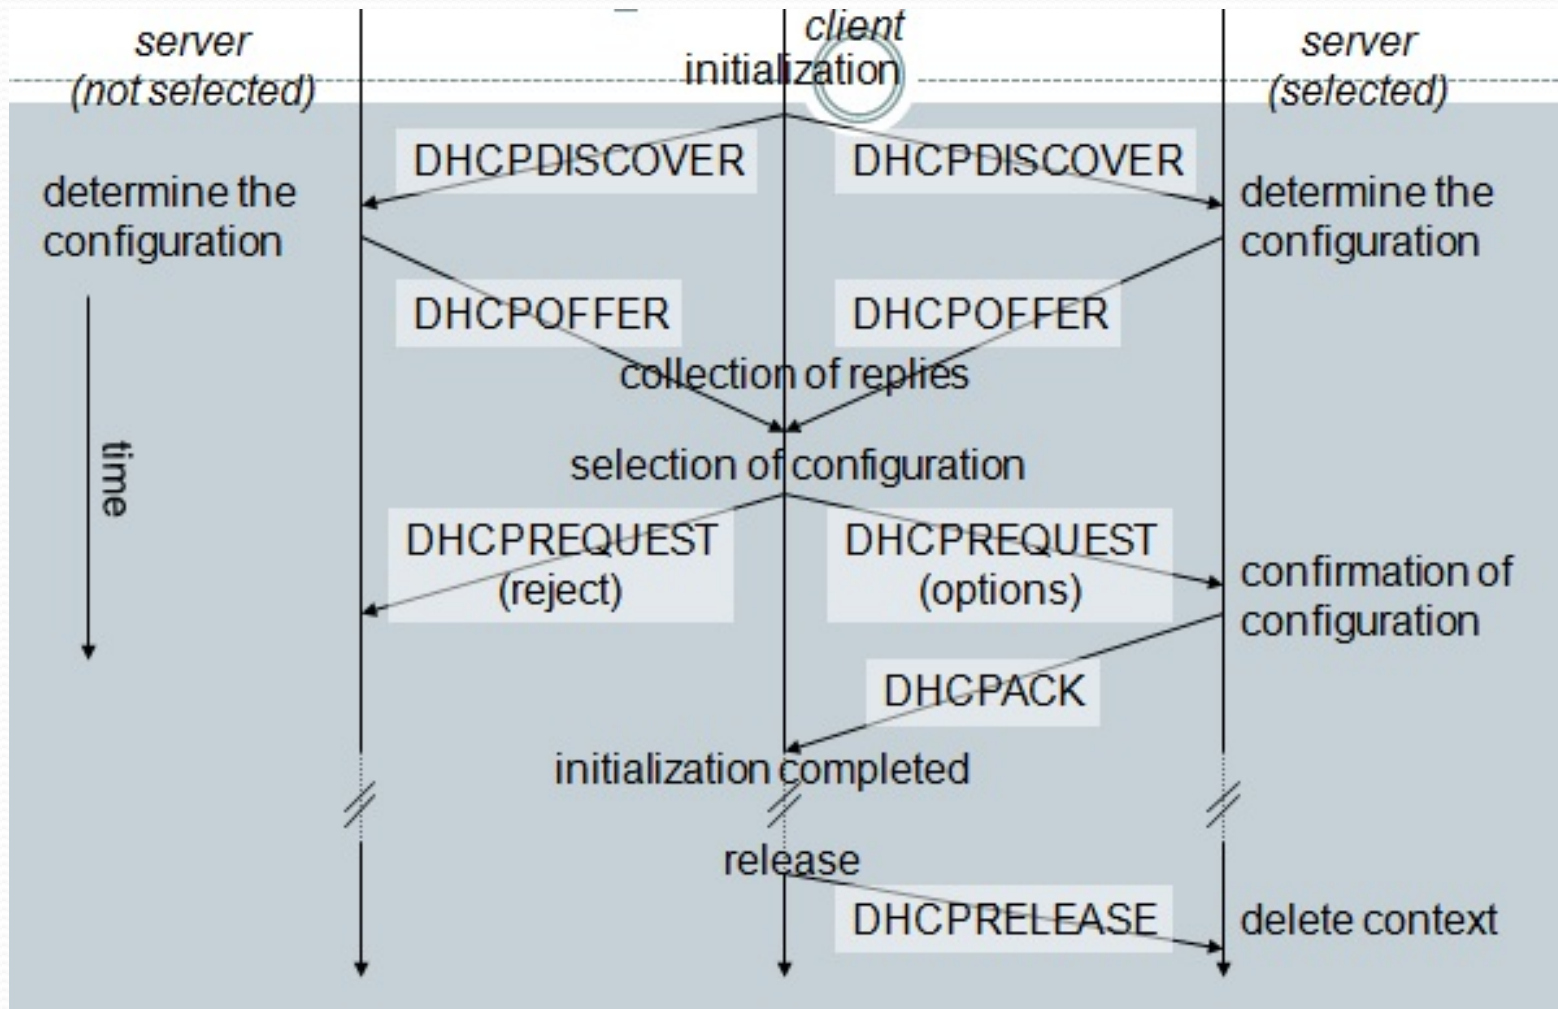 client
server
(not selected)
initialization
server
(selected)
DHCPDISCOVER
DHCPDISCOVER
determine the
configuration
determine the
configuration
DHCPOFFER
DHCPOFFER
collection of replies
time
selection of configuration
DHCPREQUEST
(reject)
DHCPREQUEST
(options)
confirmation of
configuration
DHCPACK
initialization completed
release
DHCPRELEASE
delete context